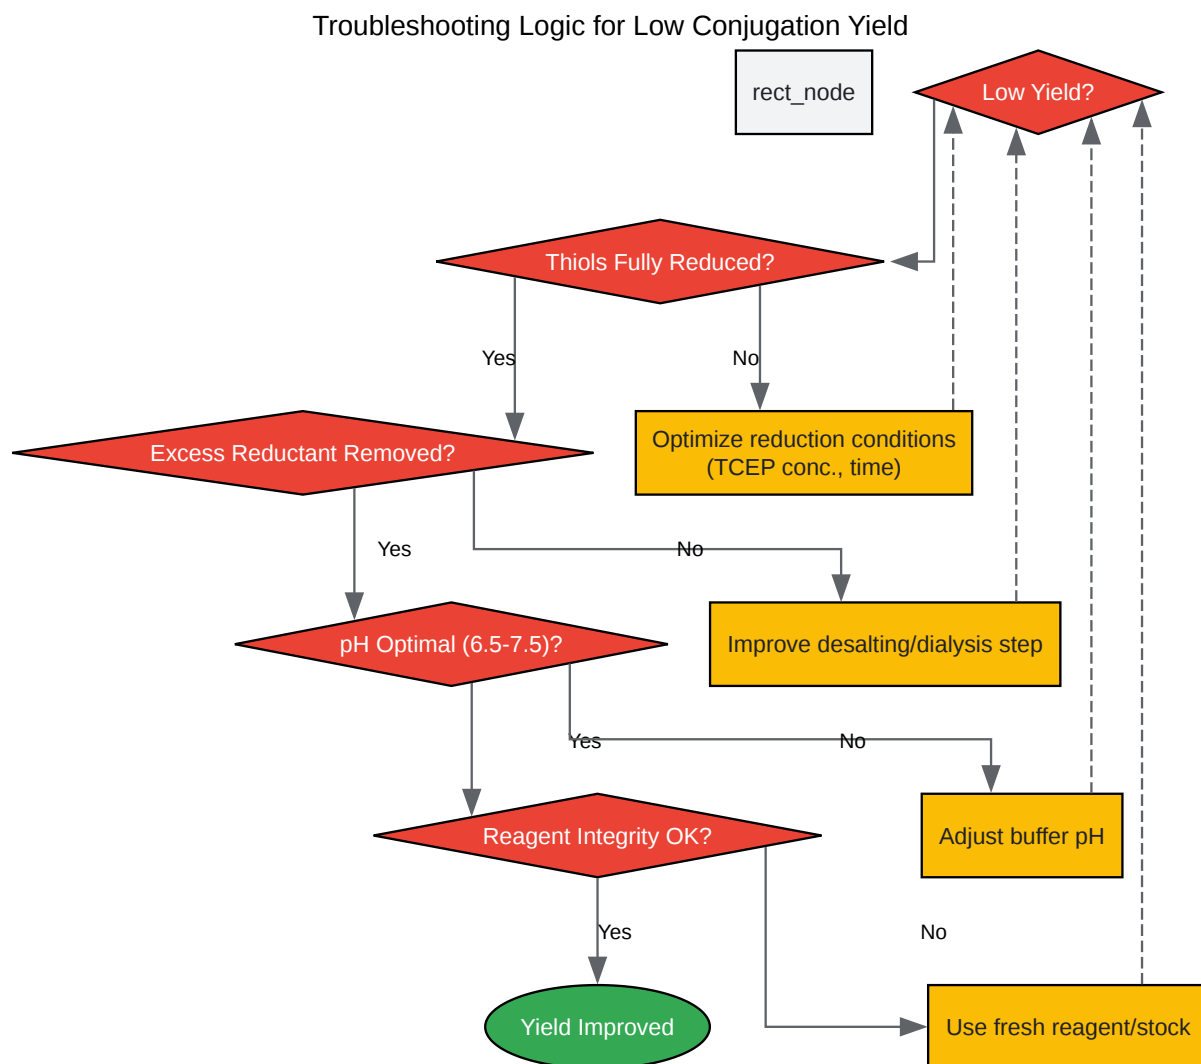 Troubleshooting Logic for Low Conjugation Yield
rect_node
Low Yield?
Thiols Fully Reduced?
Yes
No
Excess Reductant Removed?
Optimize reduction conditions
(TCEP conc., time)
Yes
No
pH Optimal (6.5-7.5)?
Improve desalting/dialysis step
Yes
No
Reagent Integrity OK?
Adjust buffer pH
Yes
No
Yield Improved
Use fresh reagent/stock